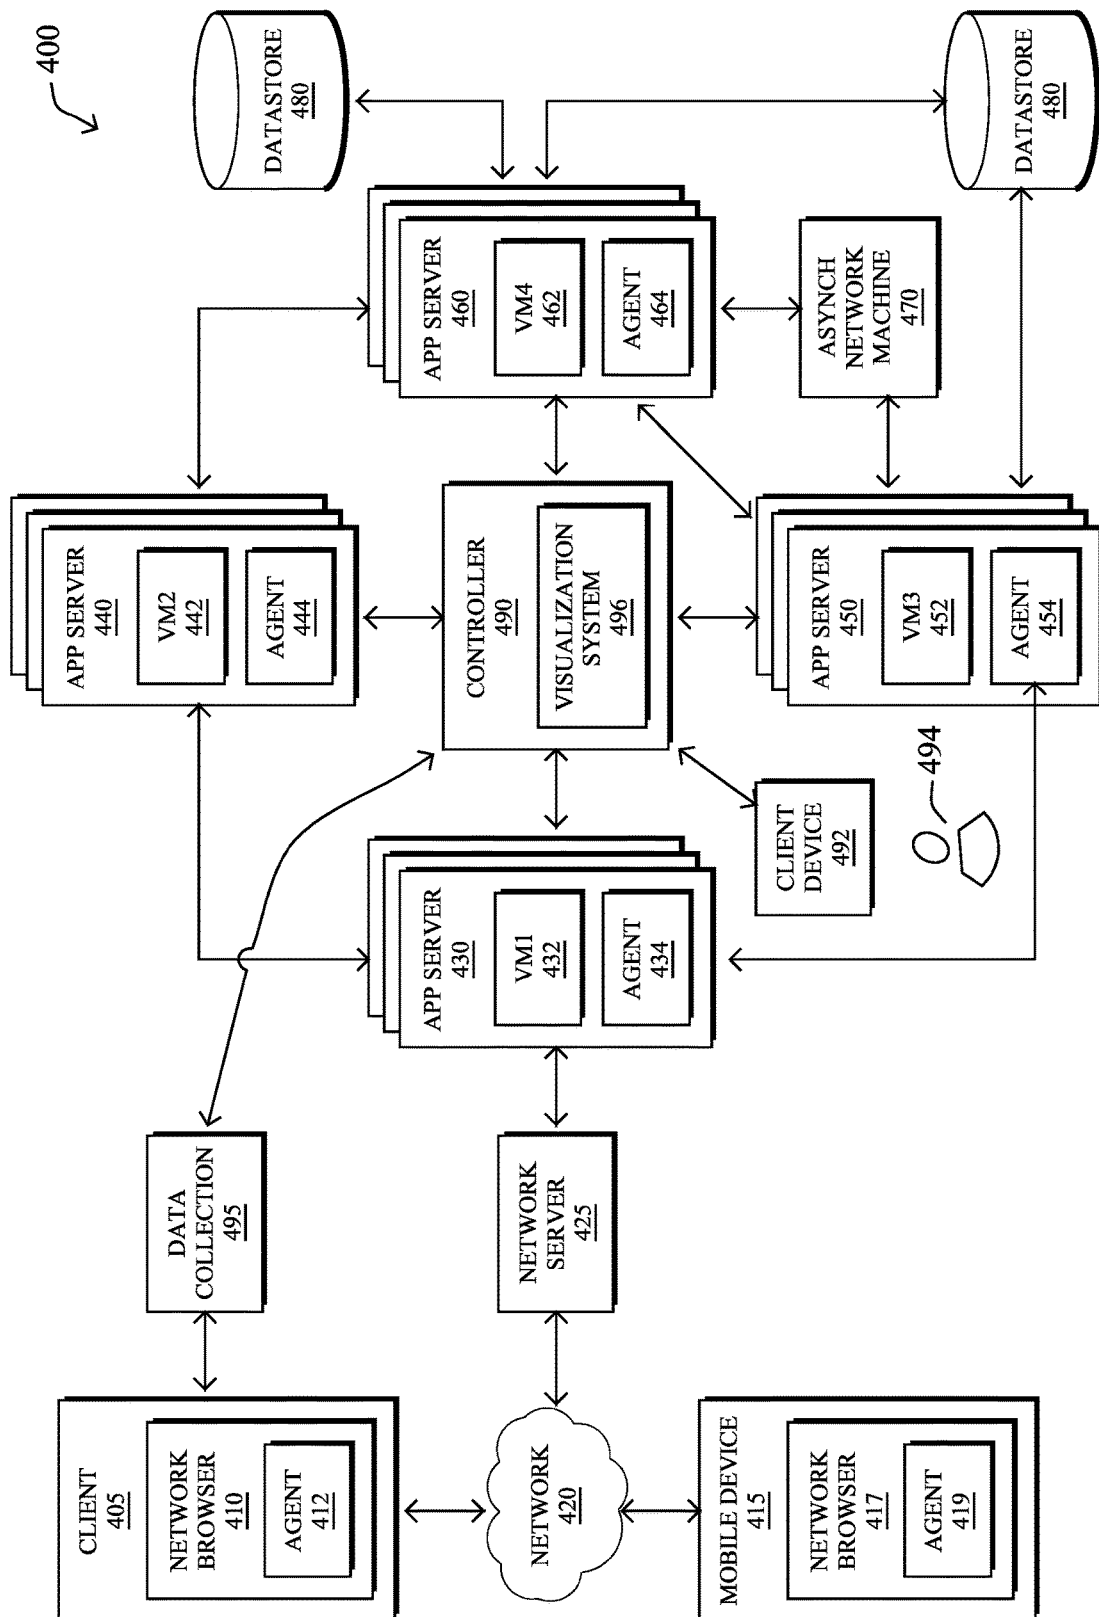 400
CLIENT
405
NETWORK
BROWSER
410
AGENT
412
DATA
COLLECTION
495
NETWORK
420
NETWORK
SERVER
425
MOBILE DEVICE
415
NETWORK
BROWSER
417
AGENT
419
APP SERVER
430
VM1
432
AGENT
434
APP SERVER
440
VM2
442
AGENT
444
CONTROLLER
490
VISUALIZATION
SYSTEM
496
CLIENT
DEVICE
492
494
APP SERVER
450
VM3
452
AGENT
454
APP SERVER
460
VM4
462
AGENT
464
ASYNCH
NETWORK
MACHINE
470
DATASTORE
480
DATASTORE
480